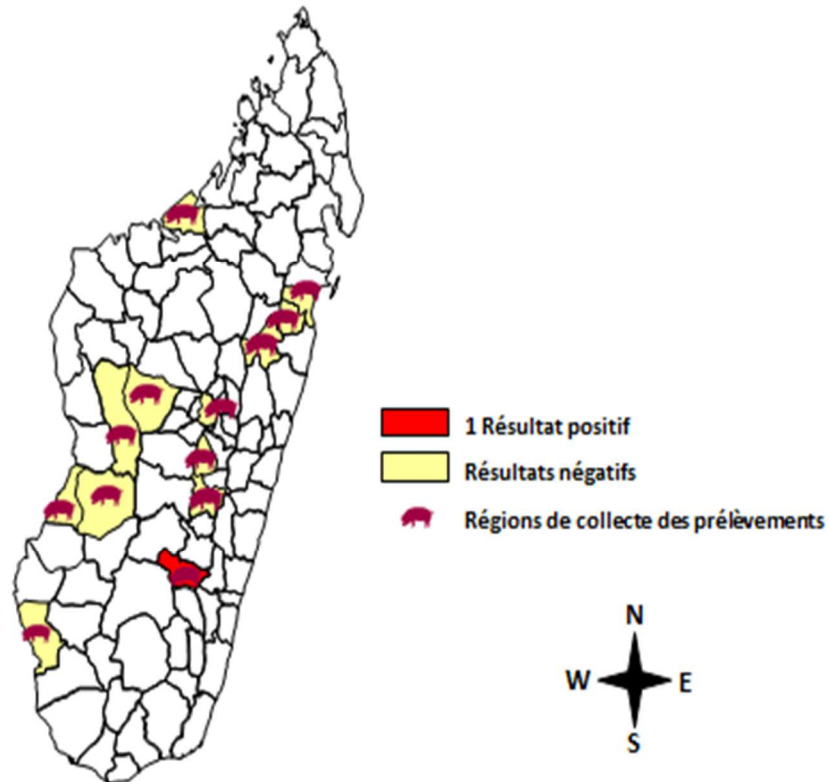 1 Résultat positif
Résultats négatifs
Régions de collecte des prélèvements
N
W E
S